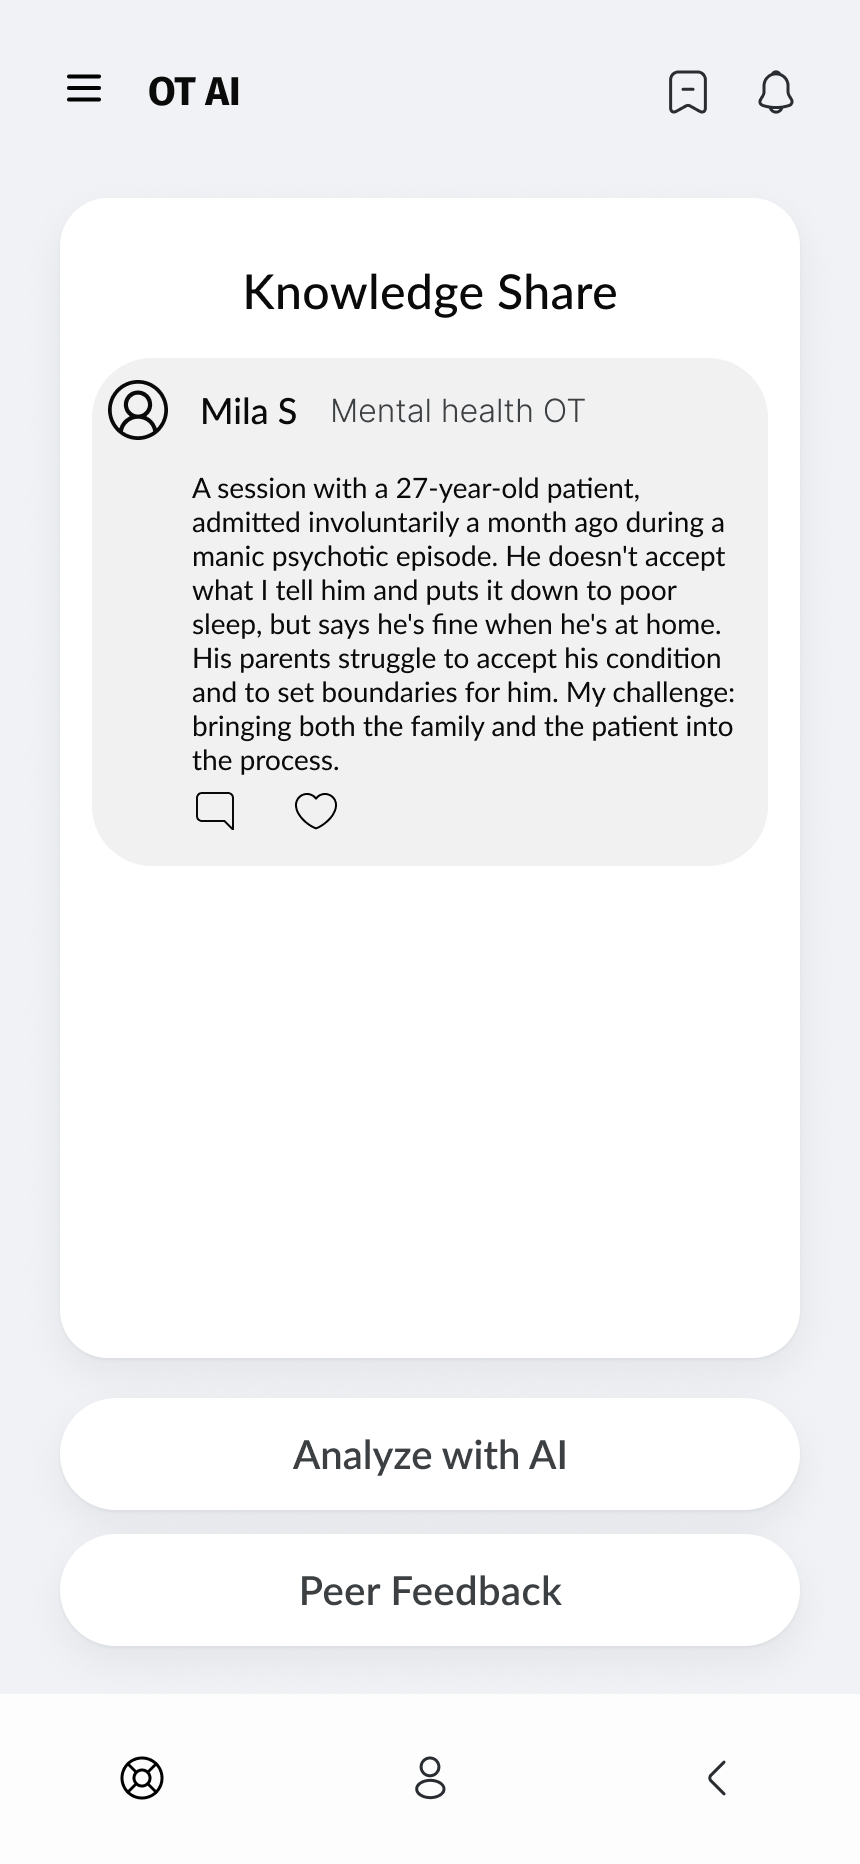 OT AI
Knowledge Share
Mila S Mental health OT
A session with a 27-year-old patient,
admitted involuntarily a month ago during a
manic psychotic episode. He doesn't accept
what I tell him and puts it down to poor
sleep, but says he's fine when he's at home.
His parents struggle to accept his condition
and to set boundaries for him. My challenge:
bringing both the family and the patient into
the process.
Analyze with AI
Peer Feedback